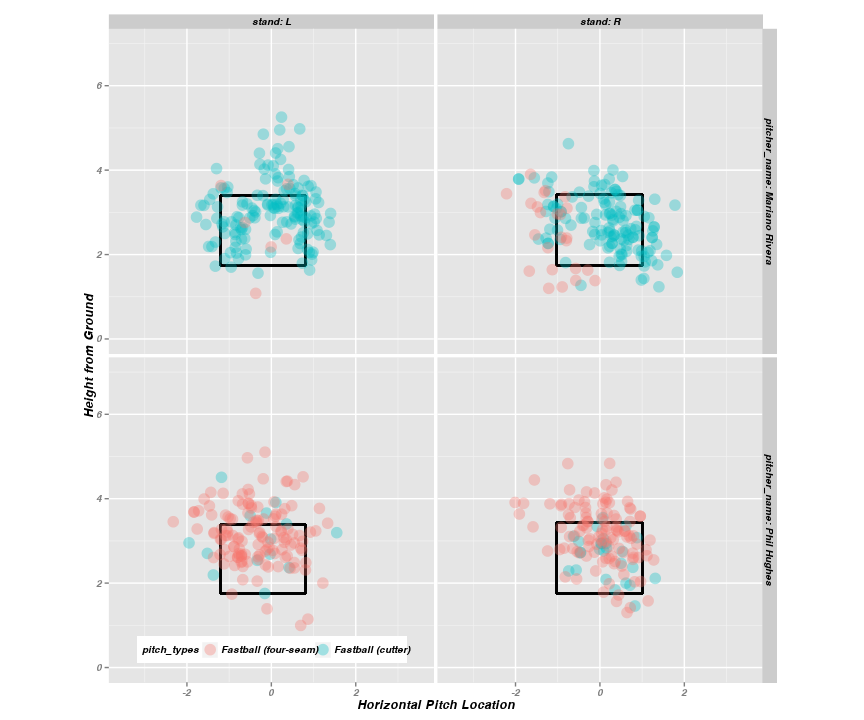 stand: L
stand: R
6
4
2
0
pitcher_name: Mariano Rivera
Height from Ground
6
4
2
0
pitcher_name: Phil Hughes
pitch_types Fastball (four-seam) Fastball (cutter)
-2 0 2 -2 0 2
Horizontal Pitch Location